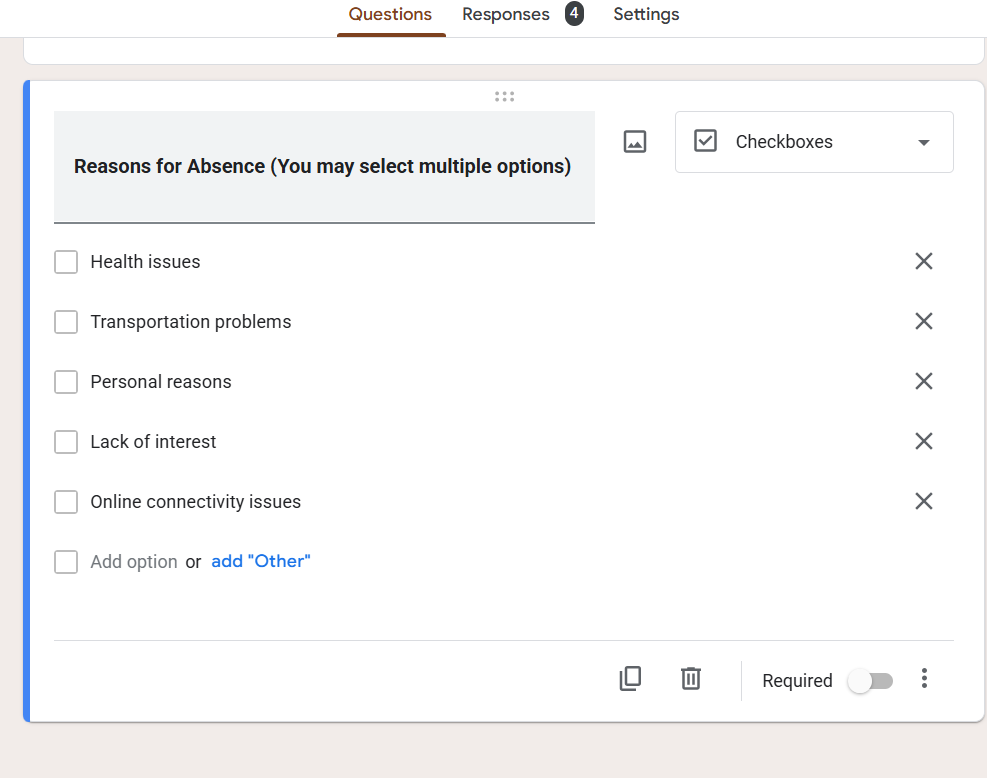 Questions Responses 4 Settings
Reasons for Absence (You may select multiple options)
Checkboxes
Health issues
Transportation problems
Personal reasons
Lack of interest
Online connectivity issues
Add option or add "Other"
Required